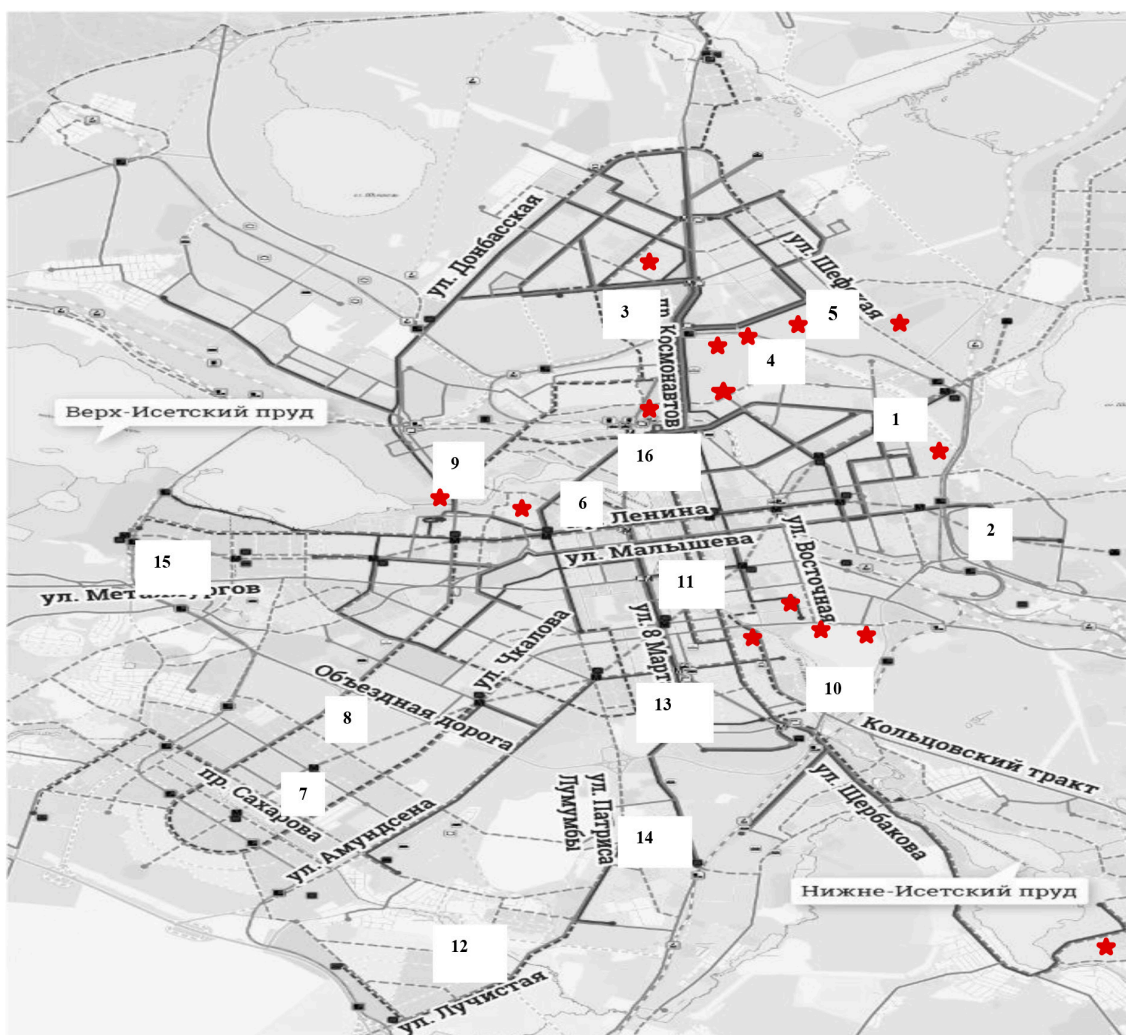 ул. Донбасская
ул. Шефская
3
5
пр. Космонавтов
4
Верх-Исетский пруд
1
9
16
6
Ленина
2
ул. Малышева
ул. Восточная
15
11
ул. Металлургов
ул. 8 Март
ул. Чкалова
Объездная дорога
10
13
8
Кольцовский тракт
пр. Сахарова
7
ул. Патриса
Лумумбы
ул. Щербакова
ул. Амундсена
14
Нижне-Исетский пруд
12
ул. Лучистая